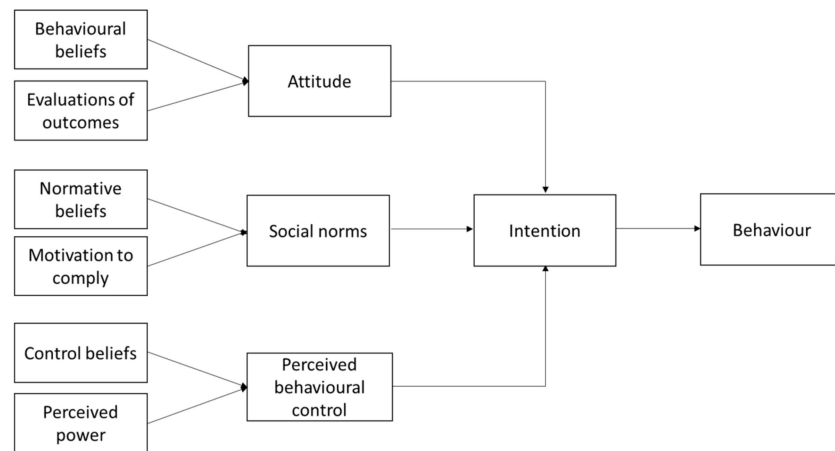 Behavioural
beliefs
Evaluations of
outcomes
Attitude
Normative
beliefs
Motivation to
comply
Social norms
Intention
Behaviour
Control beliefs
Perceived
power
Perceived
behavioural
control